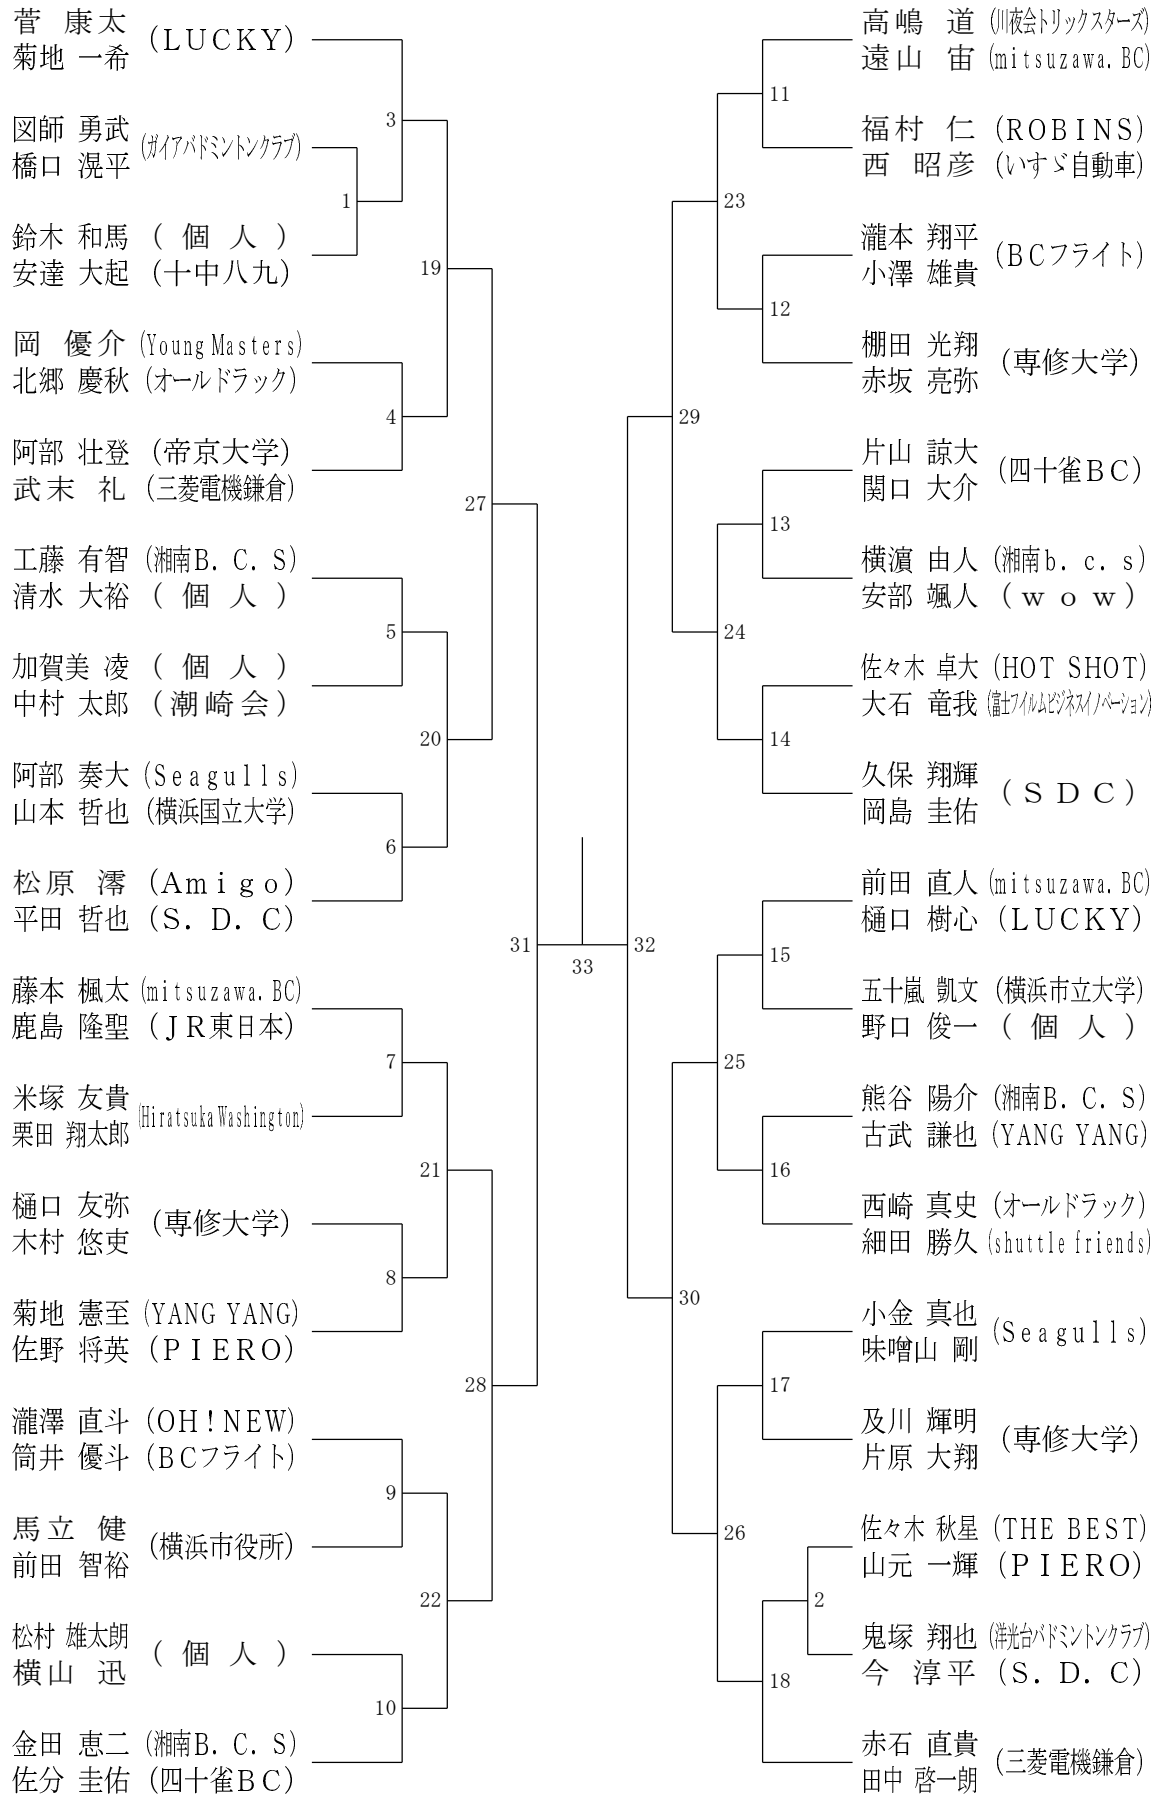 菅 康太 (LUCKY)
菊地 一希
3
図師 勇武 (ガイアバドミントンクラブ)
橋口 滉平
1
鈴木 和馬 (個人)
安達 大起 (十中八九)
19
岡 優介 (Young Masters)
北郷 慶秋 (オールドラック)
4
阿部 壮登 (帝京大学)
武末 礼 (三菱電機鎌倉)
27
工藤 有智 (湘南B.C.S)
清水 大裕 (個人)
5
加賀美 凌 (個人)
中村 太郎 (潮崎会)
20
阿部 奏大 (Seagulls)
山本 哲也 (横浜国立大学)
6
松原 澪 (Amigo)
平田 哲也 (S.D.C)
31
33
32
藤本 楓太 (mitsuzawa.BC)
鹿島 隆聖 (JR東日本)
7
米塚 友貴 (Hiratsuka Washington)
栗田 翔太郎
21
樋口 友弥 (専修大学)
木村 悠吏
8
菊地 憲至 (YANG YANG)
佐野 将英 (PIERO)
28
瀧澤 直斗 (OH!NEW)
筒井 優斗 (BCフライト)
9
馬立 健 (横浜市役所)
前田 智裕
22
松村 雄太朗 (個人)
横山 迅
10
金田 恵二 (湘南B.C.S)
佐分 圭佑 (四十雀BC)
高嶋 道 (川夜会トリックスターズ)
遠山 宙 (mitsuzawa.BC)
11
福村 仁 (ROBINS)
西 昭彦 (いすゞ自動車)
23
瀧本 翔平 (BCフライト)
小澤 雄貴
12
棚田 光翔 (専修大学)
赤坂 亮弥
29
片山 諒大 (四十雀BC)
関口 大介
13
横濵 由人 (湘南b.c.s)
安部 颯人 (wow)
24
佐々木 卓大 (HOT SHOT)
大石 竜我 (富士フイルムビジネスイノベーション)
14
久保 翔輝 (SDC)
岡島 圭佑
前田 直人 (mitsuzawa.BC)
樋口 樹心 (LUCKY)
15
五十嵐 凱文 (横浜市立大学)
野口 俊一 (個人)
25
熊谷 陽介 (湘南B.C.S)
古武 謙也 (YANG YANG)
16
西崎 真史 (オールドラック)
細田 勝久 (shuttle friends)
30
小金 真也 (Seagulls)
味噌山 剛
17
及川 輝明 (専修大学)
片原 大翔
26
佐々木 秋星 (THE BEST)
山元 一輝 (PIERO)
2
鬼塚 翔也 (洋光台バドミントンクラブ)
今 淳平 (S.D.C)
18
赤石 直貴 (三菱電機鎌倉)
田中 啓一朗